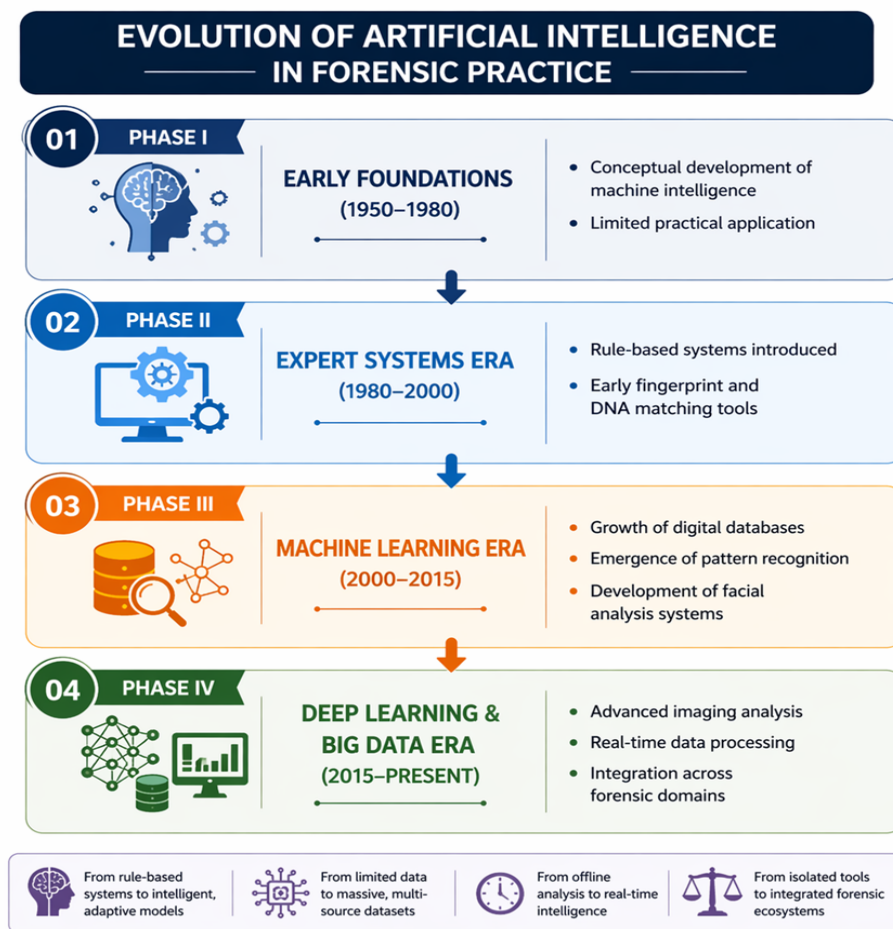 EVOLUTION OF ARTIFICIAL INTELLIGENCE
IN FORENSIC PRACTICE
01
PHASE I
EARLY FOUNDATIONS
(1950–1980)
• Conceptual development of
machine intelligence
• Limited practical application
02
PHASE II
EXPERT SYSTEMS ERA
(1980–2000)
• Rule-based systems introduced
• Early fingerprint and
DNA matching tools
03
PHASE III
MACHINE LEARNING ERA
(2000–2015)
• Growth of digital databases
• Emergence of pattern recognition
• Development of facial
analysis systems
04
PHASE IV
DEEP LEARNING &
BIG DATA ERA
(2015–PRESENT)
• Advanced imaging analysis
• Real-time data processing
• Integration across
forensic domains
From rule-based
systems to intelligent,
adaptive models
From limited data
to massive, multi-
source datasets
From offline
analysis to real-time
intelligence
From isolated tools
to integrated forensic
ecosystems